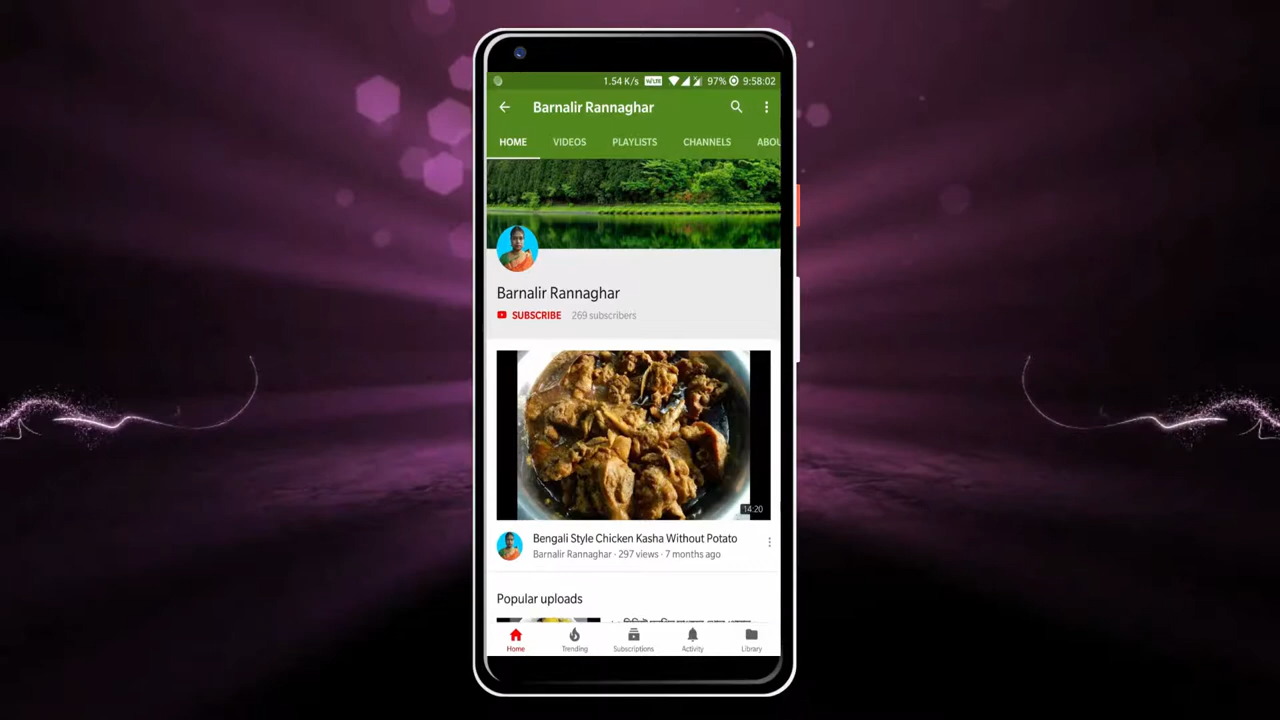 1.54 K/s VoLTE 97% 9:58:02
Barnalir Rannaghar
HOME VIDEOS PLAYLISTS CHANNELS ABOU
Barnalir Rannaghar
SUBSCRIBE 269 subscribers
14:20
Bengali Style Chicken Kasha Without Potato
Barnalir Rannaghar · 297 views · 7 months ago
Popular uploads
Home Trending Subscriptions Activity Library